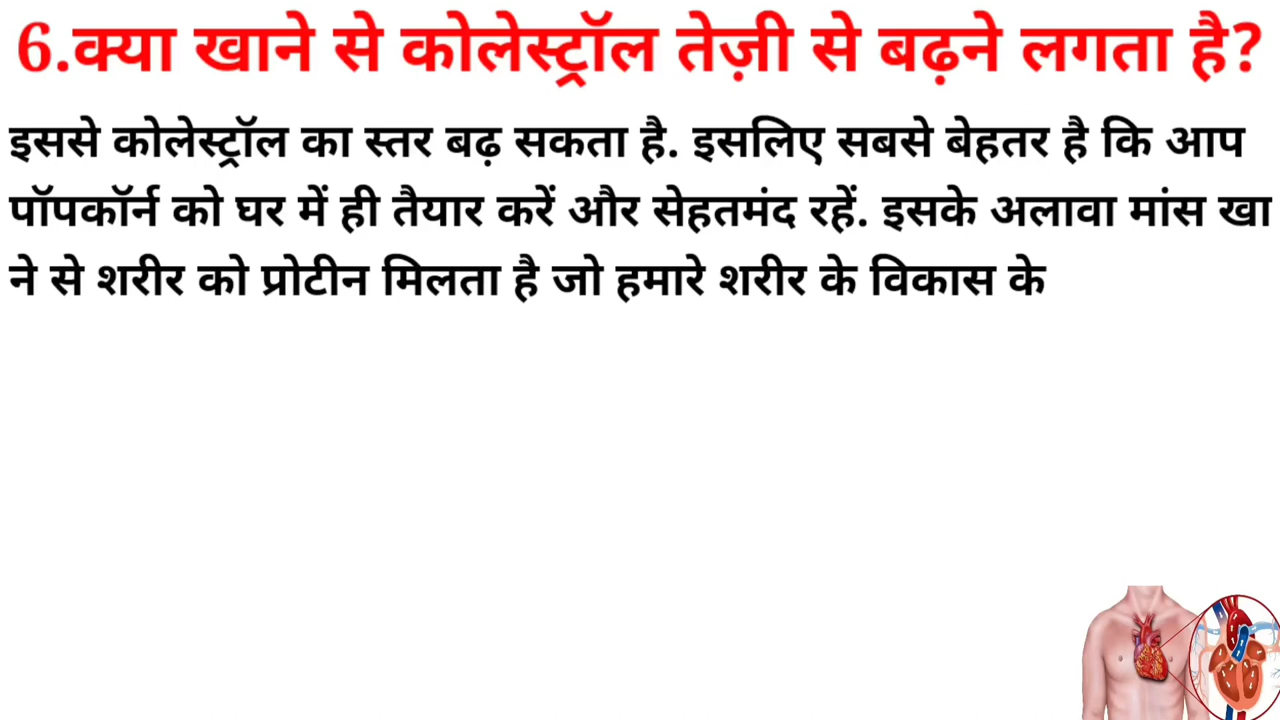 6.क्या खाने से कोलेस्ट्रॉल तेज़ी से बढ़ने लगता है?
इससे कोलेस्ट्रॉल का स्तर बढ़ सकता है. इसलिए सबसे बेहतर है कि आप
पॉपकॉर्न को घर में ही तैयार करें और सेहतमंद रहें. इसके अलावा मांस खा
ने से शरीर को प्रोटीन मिलता है जो हमारे शरीर के विकास के